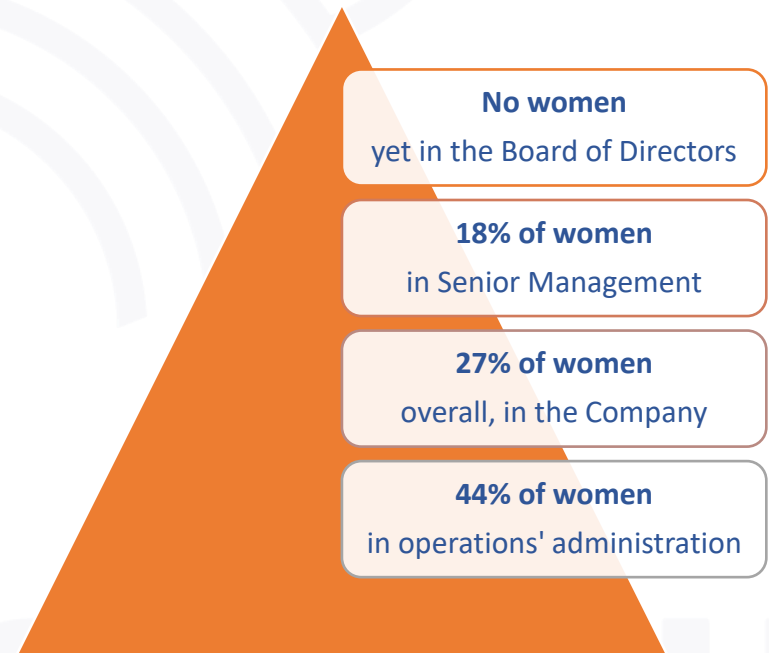 No women
yet in the Board of Directors
18% of women
in Senior Management
27% of women
overall, in the Company
44% of women
in operations' administration